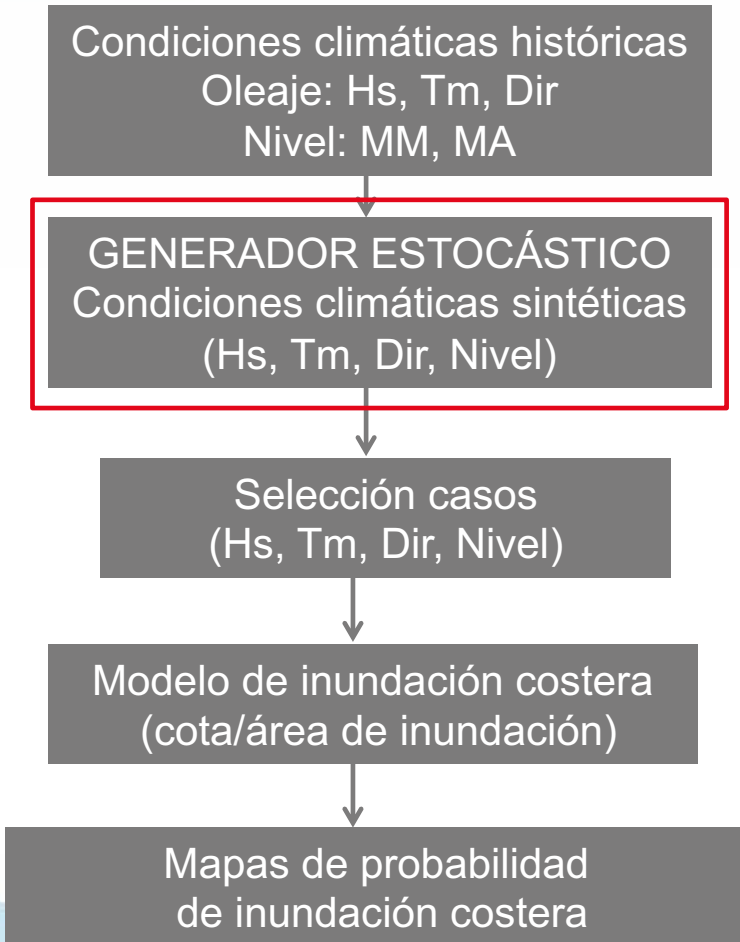 Condiciones climáticas históricas
Oleaje: Hs, Tm, Dir
Nivel: MM, MA
GENERADOR ESTOCÁSTICO
Condiciones climáticas sintéticas
(Hs, Tm, Dir, Nivel)
Selección casos
(Hs, Tm, Dir, Nivel)
Modelo de inundación costera
(cota/área de inundación)
Mapas de probabilidad
de inundación costera